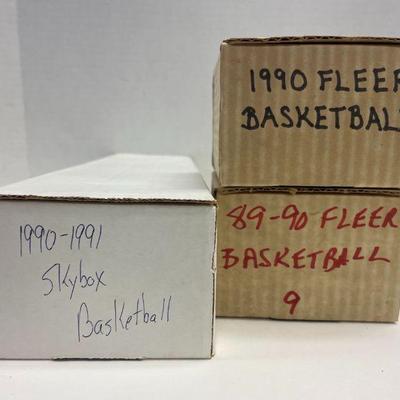 1990-1991
Skybox
Basketball
1990 FLEER
BASKETBALL
89-90 FLEER
BASKETBALL
9